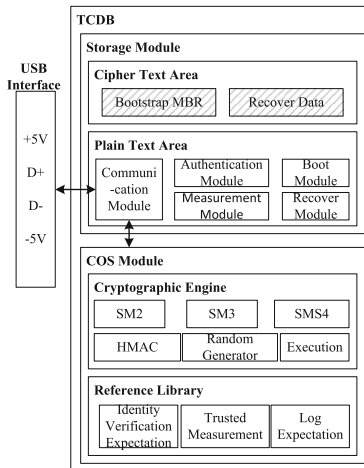 TCDB
Storage Module
Cipher Text Area
Bootstrap MBR
Recover Data
USB
Interface
+5V
D+
D-
-5V
Plain Text Area
Communi
-cation
Module
Authentication
Module
Boot
Module
Measurement
Module
Recover
Module
COS Module
Cryptographic Engine
SM2
SM3
SMS4
HMAC
Random
Generator
Execution
Reference Library
Identity
Verification
Expectation
Trusted
Measurement
Log
Expectation